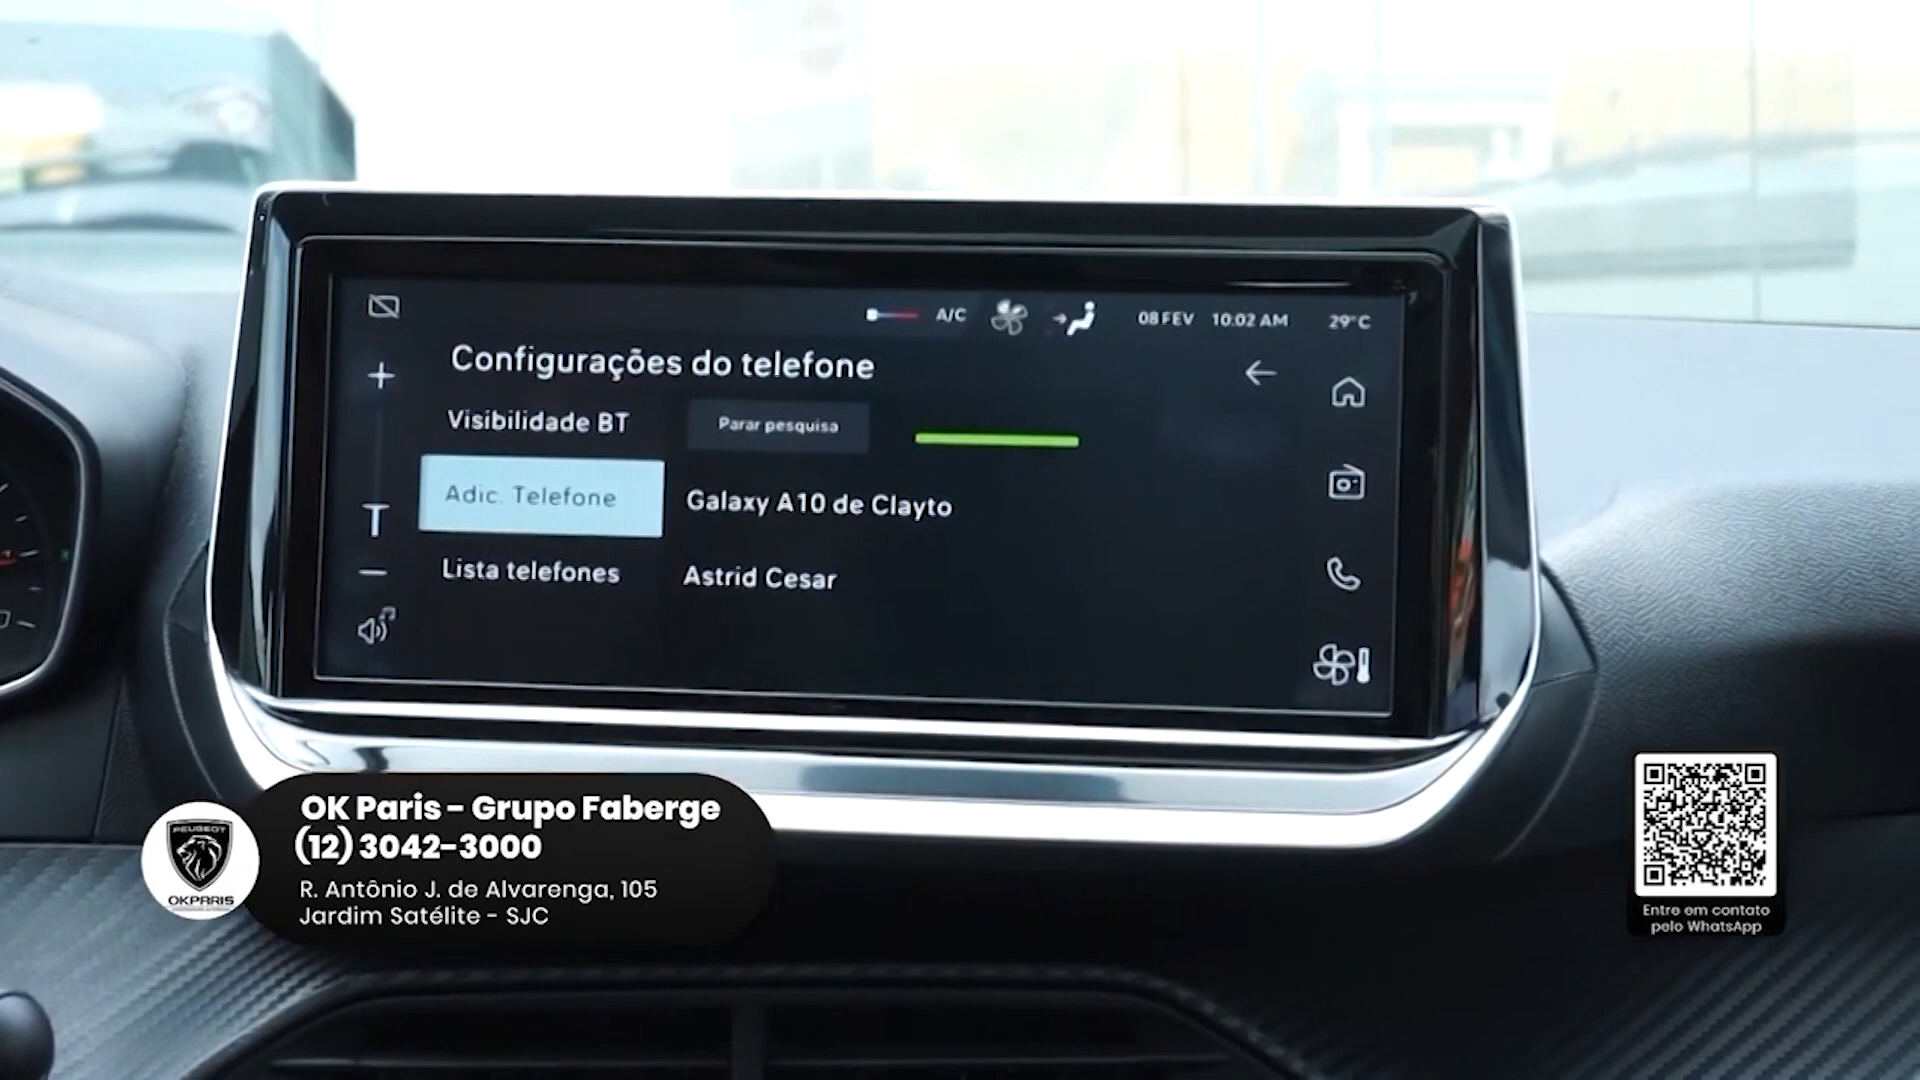 A/C
08 FEV 10:02 AM 29°C
Configurações do telefone
Visibilidade BT
Parar pesquisa
Adic. Telefone
Galaxy A10 de Clayto
Lista telefones
Astrid Cesar
T
PEUGEOT
OKPARIS
OK Paris - Grupo Faberge
(12) 3042-3000
R. Antônio J. de Alvarenga, 105
Jardim Satélite - SJC
Entre em contato
pelo WhatsApp